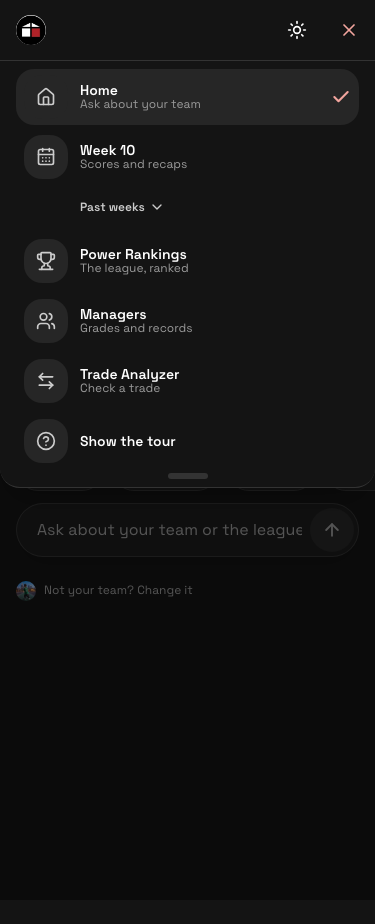 Home
Ask about your team
Week 10
Scores and recaps
Past weeks
Power Rankings
The league, ranked
Managers
Grades and records
Trade Analyzer
Check a trade
Show the tour
Ask about your team or the league
Not your team? Change it